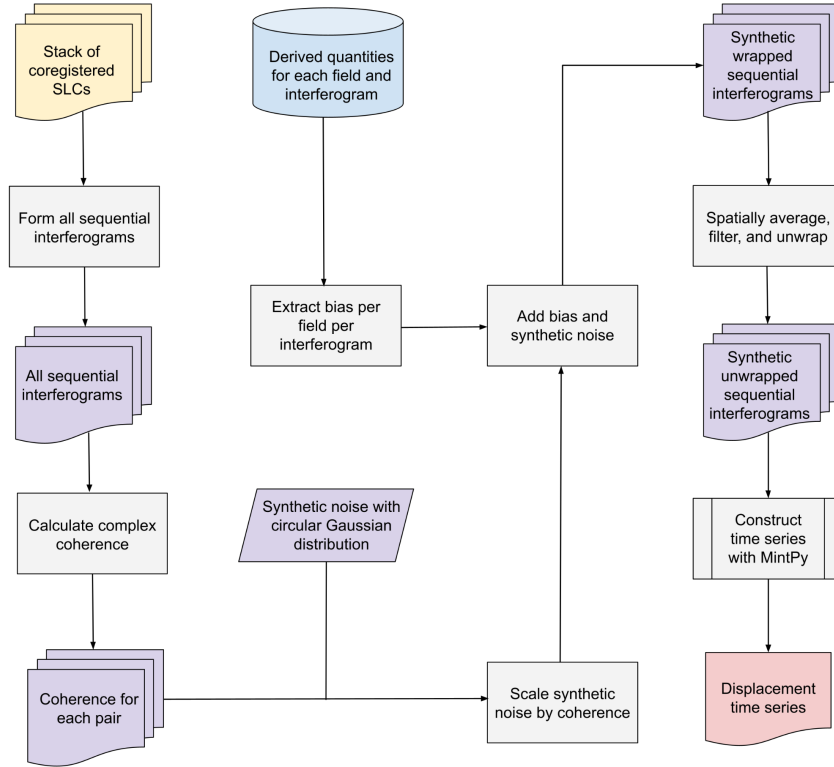 Stack of
coregistered
SLCs
Form all sequential
interferograms
All sequential
interferograms
Calculate complex
coherence
Coherence for
each pair
Derived quantities
for each field and
interferogram
Extract bias per
field per
interferogram
Synthetic noise with
circular Gaussian
distribution
Add bias and
synthetic noise
Scale synthetic
noise by coherence
Synthetic
wrapped
sequential
interferograms
Spatially average,
filter, and unwrap
Synthetic
unwrapped
sequential
interferograms
Construct
time series
with MintPy
Displacement
time series